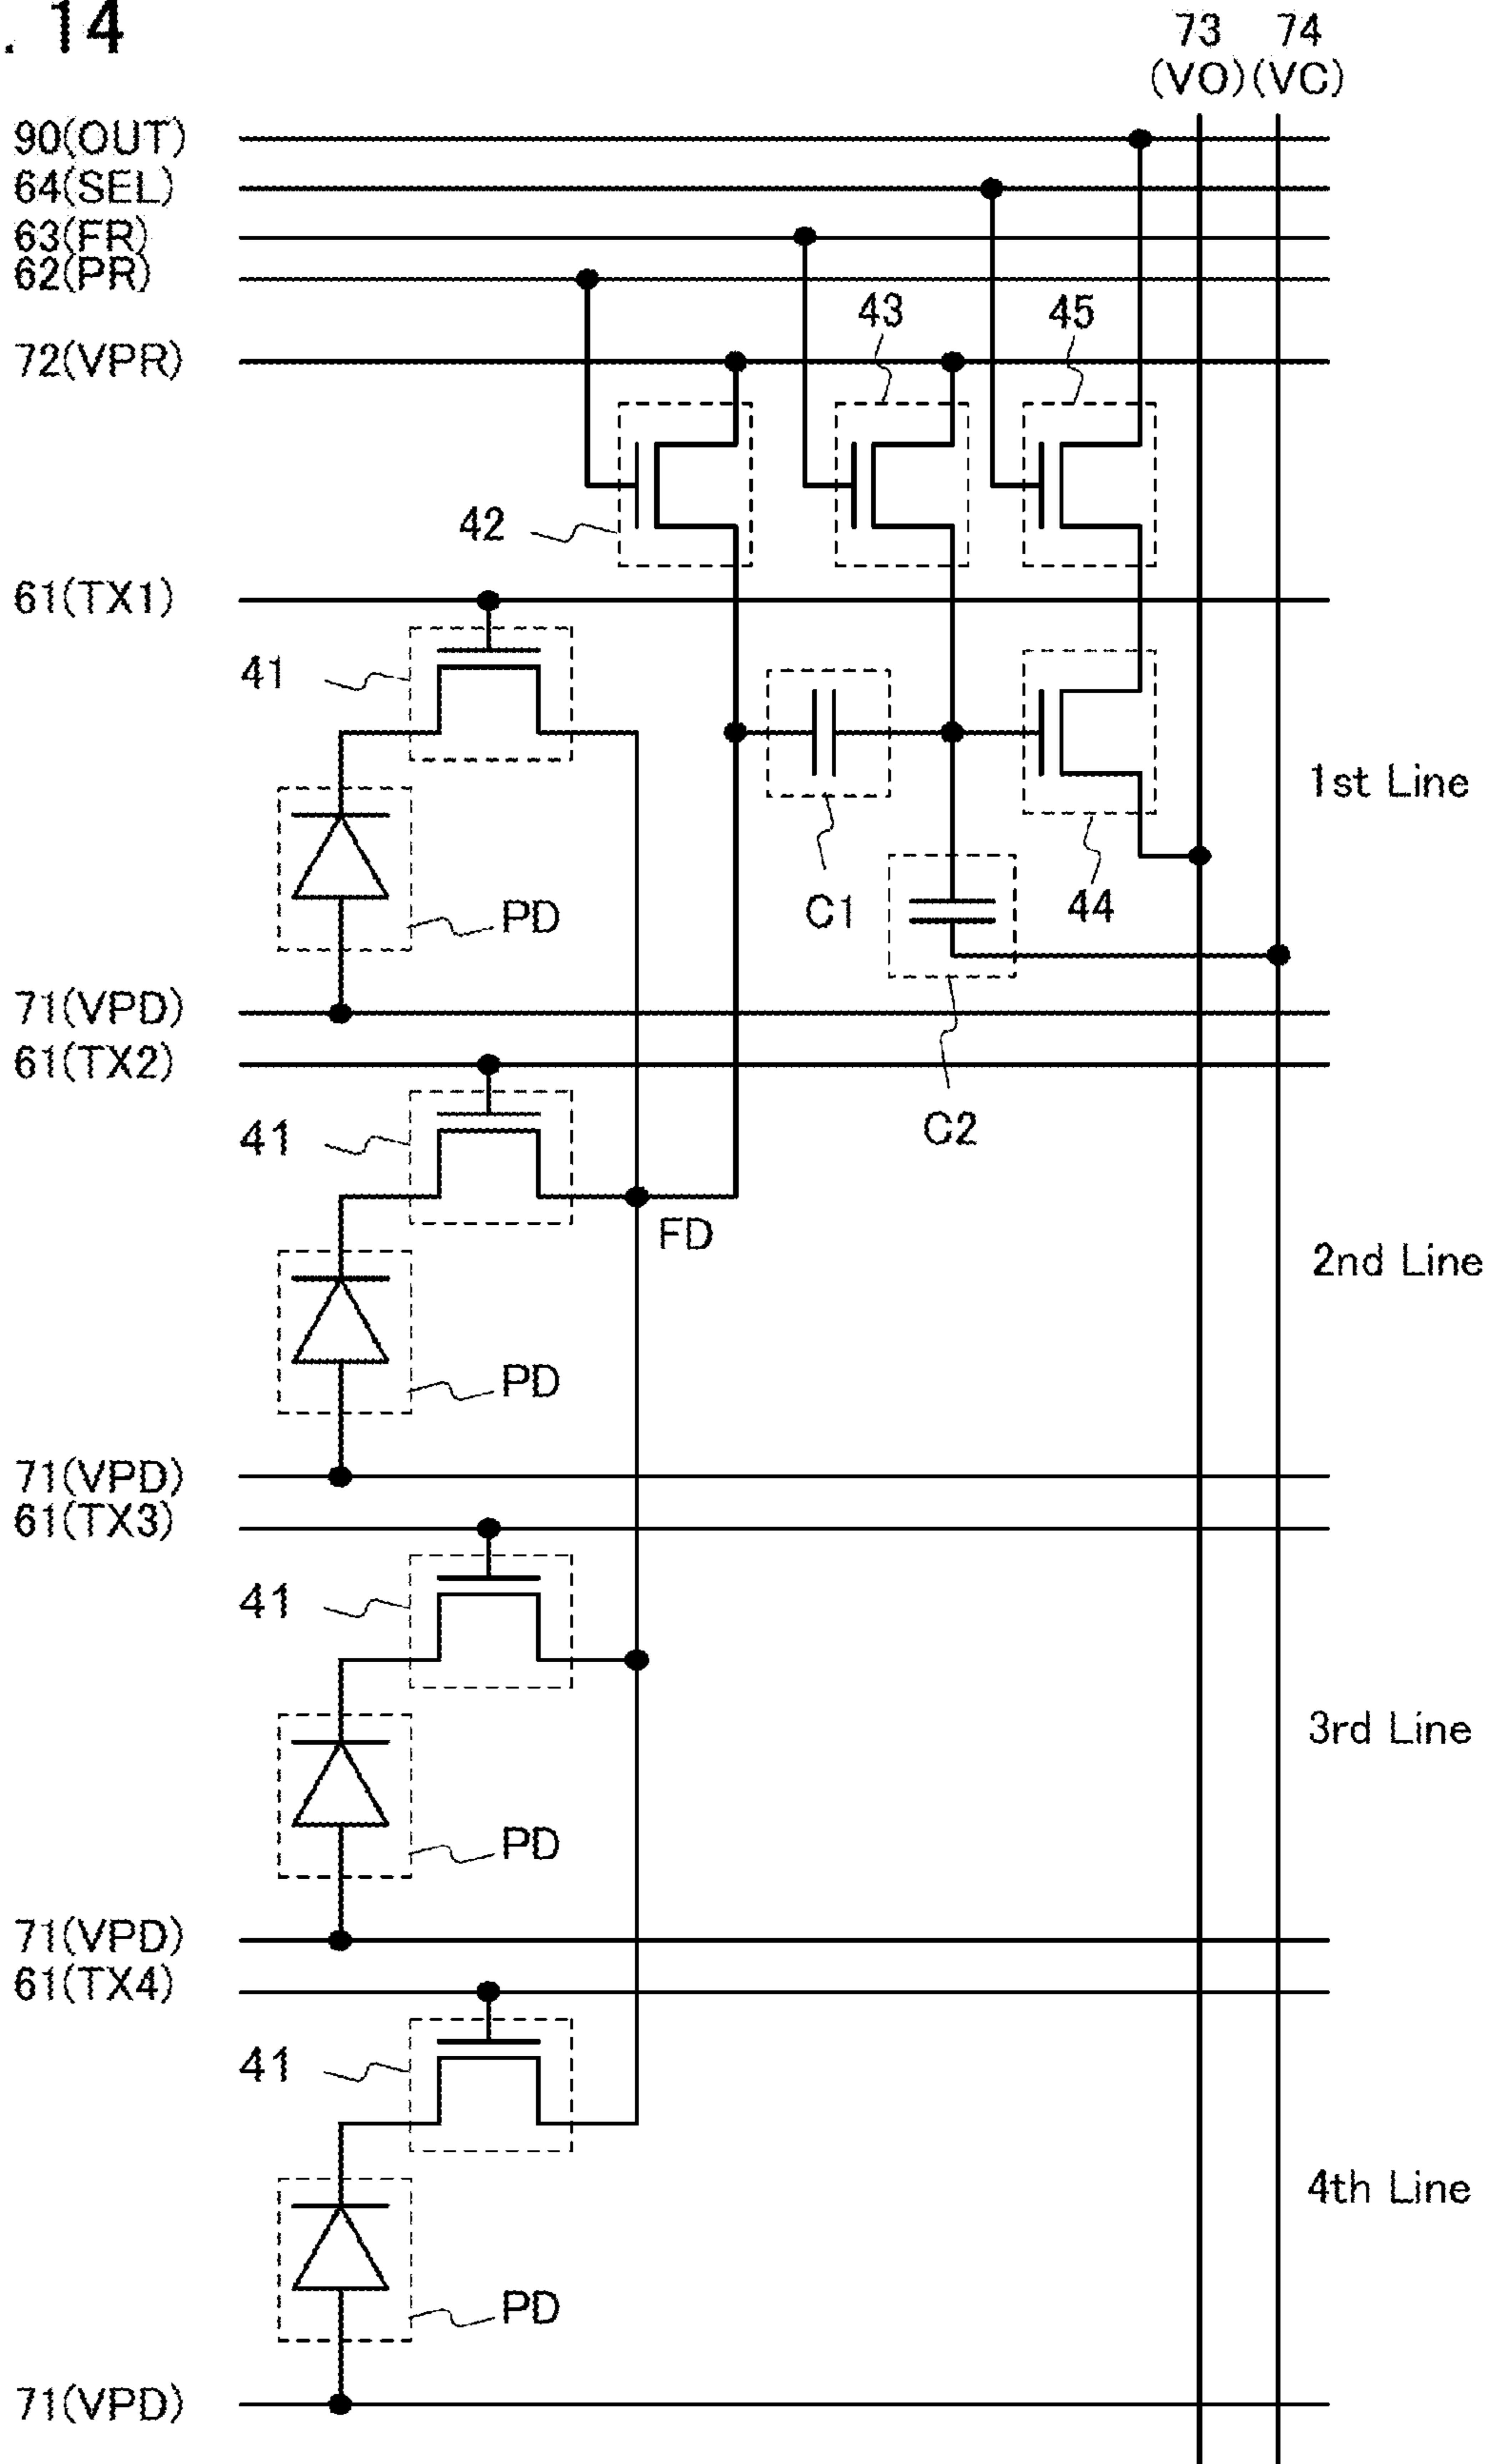 . 14
73 74
(VO)(VC)
90(OUT)
64(SEL)
63(FR)
62(PR)
43
45
72(VPR)
42
61(TX1)
41
1st Line
PD
C1
44
71(VPD)
61(TX2)
C2
41
FD
2nd Line
PD
71(VPD)
61(TX3)
41
3rd Line
PD
71(VPD)
61(TX4)
41
4th Line
PD
71(VPD)